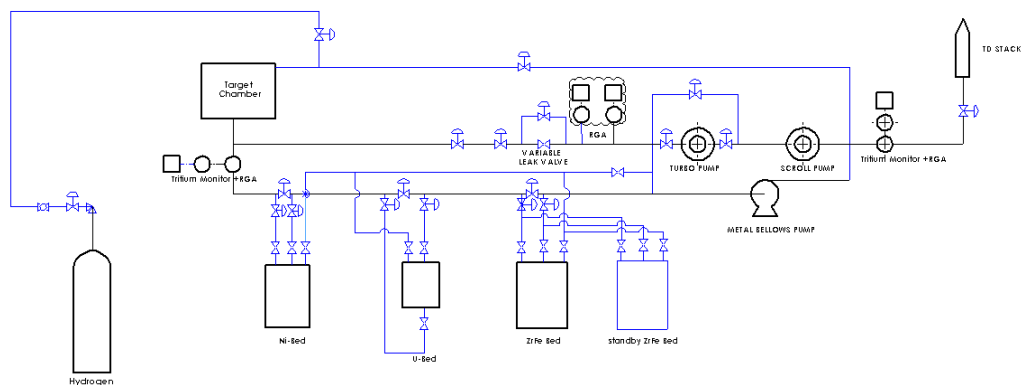 TO STACK
Target
Chamber
RGA
VARIABLE
LEAK VALVE
TURBO PUMP
SCROLL PUMP
Tritium Monitor +RGA
Tritium Monitor +RGA
METAL BELLOWS PUMP
Ni-Bed
U-Bed
ZrFe Bed
standby ZrFe Bed
Hydrogen